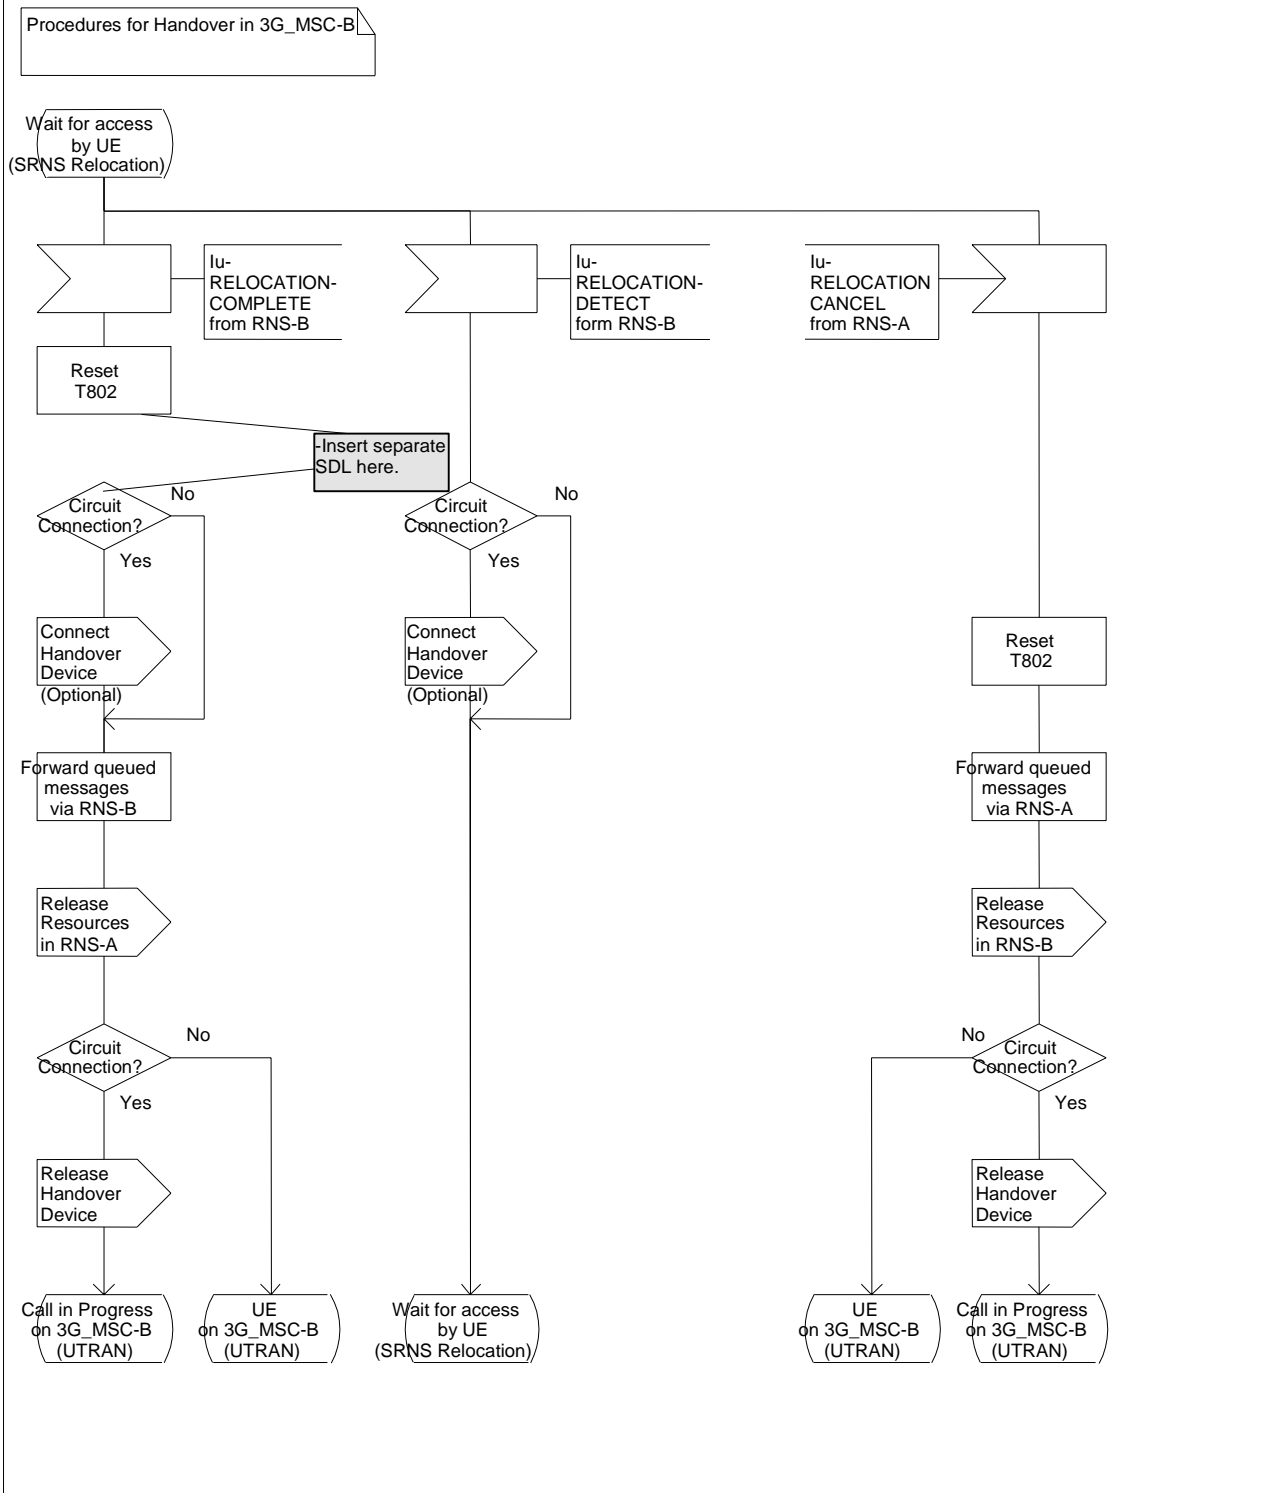 Procedures for Handover in 3G_MSC-B
Wait for access
by UE
(SRNS Relocation)
Iu-
RELOCATION-
COMPLETE
from RNS-B
Iu-
RELOCATION-
DETECT
form RNS-B
Iu-
RELOCATION
CANCEL
from RNS-A
Reset
T802
-Insert separate
SDL here.
No
Circuit
Connection?
Yes
No
Circuit
Connection?
Yes
Connect
Handover
Device
(Optional)
Connect
Handover
Device
(Optional)
Reset
T802
Forward queued
messages
via RNS-B
Forward queued
messages
via RNS-A
Release
Resources
in RNS-A
Release
Resources
in RNS-B
No
Circuit
Connection?
Yes
No
Circuit
Connection?
Yes
Release
Handover
Device
Release
Handover
Device
Call in Progress
on 3G_MSC-B
(UTRAN)
UE
on 3G_MSC-B
(UTRAN)
Wait for access
by UE
(SRNS Relocation)
UE
on 3G_MSC-B
(UTRAN)
Call in Progress
on 3G_MSC-B
(UTRAN)